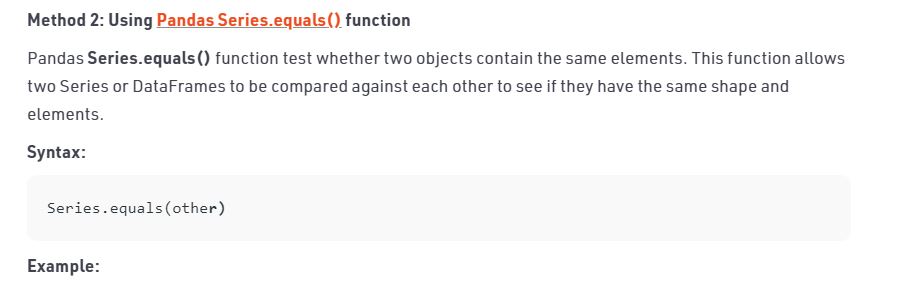 Method 2: Using Pandas Series.equals() function
Pandas Series.equals() function test whether two objects contain the same elements. This function allows
two Series or DataFrames to be compared against each other to see if they have the same shape and
elements.
Syntax:
Series.equals(other)
Example: